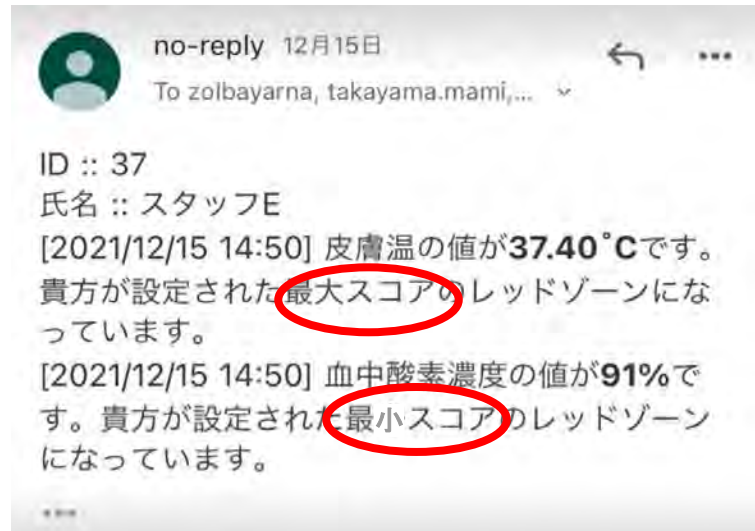 no-reply 12月15日
To zolbayarna, takayama.mami,...
ID :: 37
氏名 :: スタッフE
[2021/12/15 14:50] 皮膚温の値が37.40˚Cです。
貴方が設定された最大スコアのレッドゾーンにな
っています。
[2021/12/15 14:50] 血中酸素濃度の値が91%で
す。貴方が設定された最小スコアのレッドゾーン
になっています。